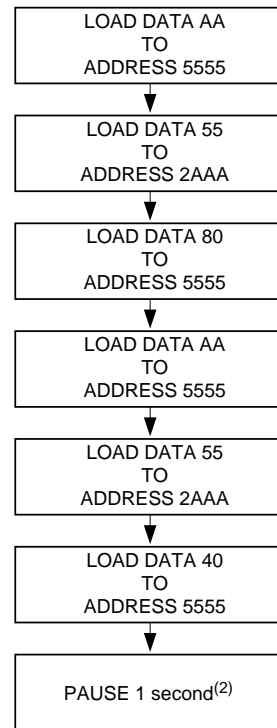 LOAD DATA AA
TO
ADDRESS 5555
LOAD DATA 55
TO
ADDRESS 2AAA
LOAD DATA 80
TO
ADDRESS 5555
LOAD DATA AA
TO
ADDRESS 5555
LOAD DATA 55
TO
ADDRESS 2AAA
LOAD DATA 40
TO
ADDRESS 5555
PAUSE 1 second(2)